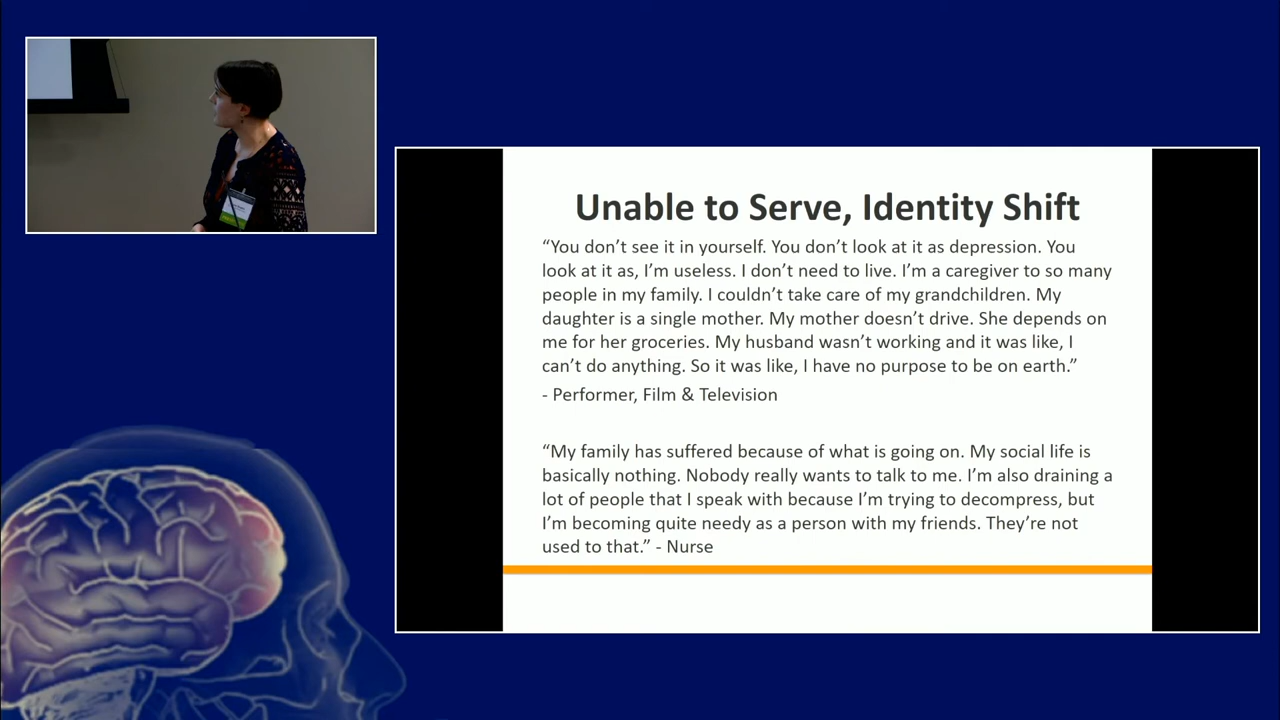 Unable to Serve, Identity Shift
“You don’t see it in yourself. You don’t look at it as depression. You
look at it as, I’m useless. I don’t need to live. I’m a caregiver to so many
people in my family. I couldn’t take care of my grandchildren. My
daughter is a single mother. My mother doesn’t drive. She depends on
me for her groceries. My husband wasn’t working and it was like, I
can’t do anything. So it was like, I have no purpose to be on earth.”
- Performer, Film & Television
“My family has suffered because of what is going on. My social life is
basically nothing. Nobody really wants to talk to me. I’m also draining a
lot of people that I speak with because I’m trying to decompress, but
I’m becoming quite needy as a person with my friends. They’re not
used to that.” - Nurse